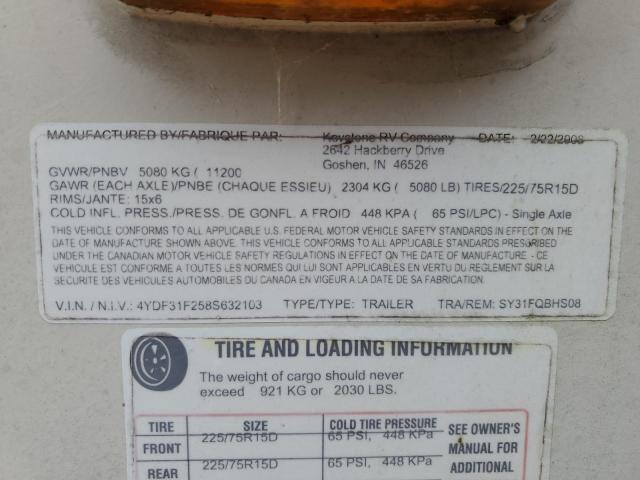 MANUFACTURED BY/FABRIQUE PAR: Keystone RV Company DATE: 2/22/2008
2642 Hackberry Drive
Goshen, IN 46526
GVWR/PNBV 5080 KG ( 11200
GAWR (EACH AXLE)/PNBE (CHAQUE ESSIEU) 2304 KG ( 5080 LB) TIRES/225/75R15D
RIMS/JANTE: 15x6
COLD INFL. PRESS./PRESS. DE GONFL. A FROID 448 KPA ( 65 PSI/LPC) - Single Axle
THIS VEHICLE CONFORMS TO ALL APPLICABLE U.S. FEDERAL MOTOR VEHICLE SAFETY STANDARDS IN EFFECT ON THE
DATE OF MANUFACTURE SHOWN ABOVE. THIS VEHICLE CONFORMS TO ALL APPLICABLE STANDARDS PRESCRIBED
UNDER THE CANADIAN MOTOR VEHICLE SAFETY REGULATIONS IN EFFECT ON THE DATE OF MANUFACTURE. - CE
VEHICULE EST CONFORME A TOUTES LES NORMES QUI LUI SONT APPLICABLES EN VERTU DU REGLEMENT SUR LA
SECURITE DES VEHICULES AUTOMOBILES DU CANADA EN VIGEUR A LA DATE DE SA FABRICATION.
V.I.N. / N.I.V.: 4YDF31F258S632103 TYPE/TYPE: TRAILER TRA/REM: SY31FQBHS08
TIRE AND LOADING INFORMATION
The weight of cargo should never
exceed 921 KG or 2030 LBS.
TIRE SIZE COLD TIRE PRESSURE SEE OWNER'S
FRONT 225/75R15D 65 PSI, 448 KPa MANUAL FOR
REAR 225/75R15D 65 PSI, 448 KPa ADDITIONAL